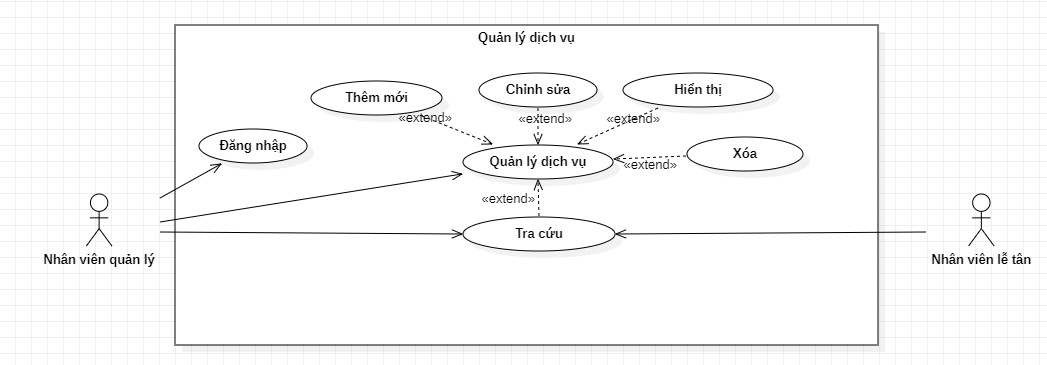 Quản lý dịch vụ
Thêm mới
Chỉnh sửa
Hiển thị
«extend»
«extend»
«extend»
Đăng nhập
Quản lý dịch vụ
Xóa
«extend»
«extend»
Tra cứu
Nhân viên quản lý
Nhân viên lễ tân